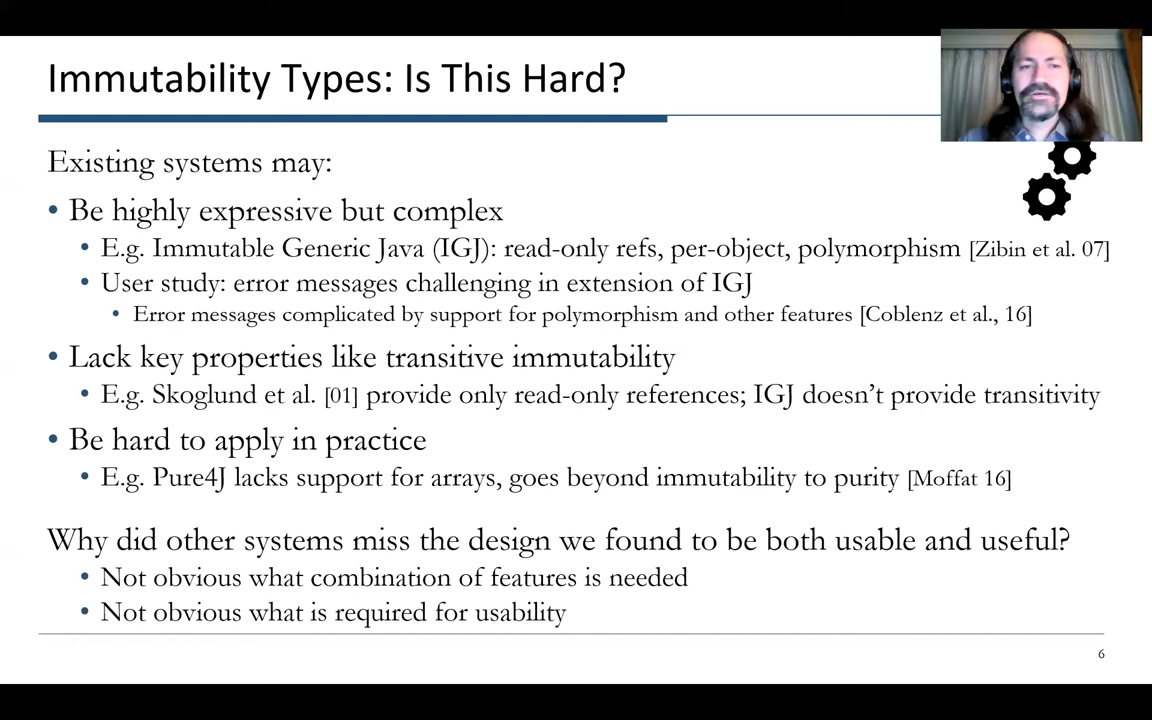 Immutability Types: Is This Hard?
Existing systems may:
• Be highly expressive but complex
• E.g. Immutable Generic Java (IGJ): read-only refs, per-object, polymorphism [Zibin et al. 07]
• User study: error messages challenging in extension of IGJ
• Error messages complicated by support for polymorphism and other features [Coblenz et al., 16]
• Lack key properties like transitive immutability
• E.g. Skoglund et al. [01] provide only read-only references; IGJ doesn’t provide transitivity
• Be hard to apply in practice
• E.g. Pure4J lacks support for arrays, goes beyond immutability to purity [Moffat 16]
Why did other systems miss the design we found to be both usable and useful?
• Not obvious what combination of features is needed
• Not obvious what is required for usability
6